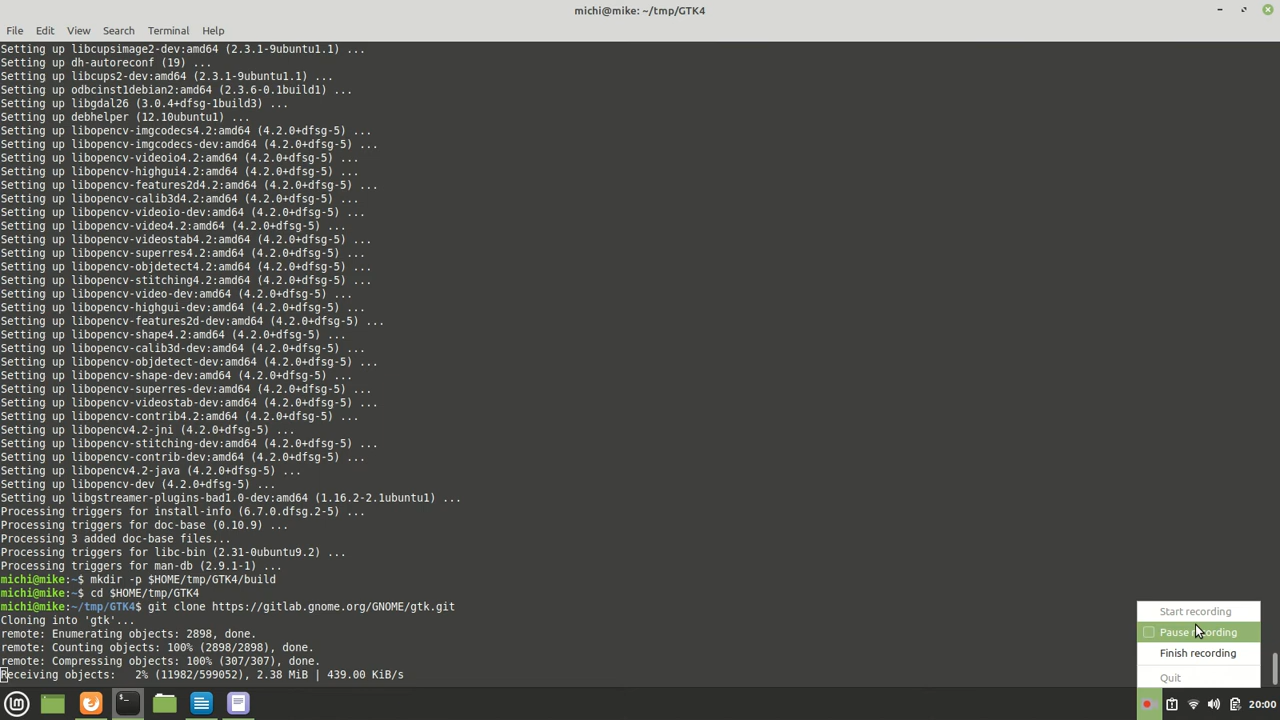 michi@mike: ~/tmp/GTK4
File Edit View Search Terminal Help
Setting up libcupsimage2-dev:amd64 (2.3.1-9ubuntu1.1) ...
Setting up dh-autoreconf (19) ...
Setting up libcups2-dev:amd64 (2.3.1-9ubuntu1.1) ...
Setting up odbcinst1debian2:amd64 (2.3.6-0.1build1) ...
Setting up libgdal26 (3.0.4+dfsg-1build3) ...
Setting up debhelper (12.10ubuntu1) ...
Setting up libopencv-imgcodecs4.2:amd64 (4.2.0+dfsg-5) ...
Setting up libopencv-imgcodecs-dev:amd64 (4.2.0+dfsg-5) ...
Setting up libopencv-videoio4.2:amd64 (4.2.0+dfsg-5) ...
Setting up libopencv-highgui4.2:amd64 (4.2.0+dfsg-5) ...
Setting up libopencv-features2d4.2:amd64 (4.2.0+dfsg-5) ...
Setting up libopencv-calib3d4.2:amd64 (4.2.0+dfsg-5) ...
Setting up libopencv-videoio-dev:amd64 (4.2.0+dfsg-5) ...
Setting up libopencv-video4.2:amd64 (4.2.0+dfsg-5) ...
Setting up libopencv-videostab4.2:amd64 (4.2.0+dfsg-5) ...
Setting up libopencv-superres4.2:amd64 (4.2.0+dfsg-5) ...
Setting up libopencv-objdetect4.2:amd64 (4.2.0+dfsg-5) ...
Setting up libopencv-stitching4.2:amd64 (4.2.0+dfsg-5) ...
Setting up libopencv-video-dev:amd64 (4.2.0+dfsg-5) ...
Setting up libopencv-highgui-dev:amd64 (4.2.0+dfsg-5) ...
Setting up libopencv-features2d-dev:amd64 (4.2.0+dfsg-5) ...
Setting up libopencv-shape4.2:amd64 (4.2.0+dfsg-5) ...
Setting up libopencv-calib3d-dev:amd64 (4.2.0+dfsg-5) ...
Setting up libopencv-objdetect-dev:amd64 (4.2.0+dfsg-5) ...
Setting up libopencv-shape-dev:amd64 (4.2.0+dfsg-5) ...
Setting up libopencv-superres-dev:amd64 (4.2.0+dfsg-5) ...
Setting up libopencv-videostab-dev:amd64 (4.2.0+dfsg-5) ...
Setting up libopencv-contrib4.2:amd64 (4.2.0+dfsg-5) ...
Setting up libopencv4.2-jni (4.2.0+dfsg-5) ...
Setting up libopencv-stitching-dev:amd64 (4.2.0+dfsg-5) ...
Setting up libopencv-contrib-dev:amd64 (4.2.0+dfsg-5) ...
Setting up libopencv4.2-java (4.2.0+dfsg-5) ...
Setting up libopencv-dev (4.2.0+dfsg-5) ...
Setting up libgstreamer-plugins-bad1.0-dev:amd64 (1.16.2-2.1ubuntu1) ...
Processing triggers for install-info (6.7.0.dfsg.2-5) ...
Processing triggers for doc-base (0.10.9) ...
Processing 3 added doc-base files...
Processing triggers for libc-bin (2.31-0ubuntu9.2) ...
Processing triggers for man-db (2.9.1-1) ...
michi@mike:~$ mkdir -p $HOME/tmp/GTK4/build
michi@mike:~$ cd $HOME/tmp/GTK4
michi@mike:~/tmp/GTK4$ git clone https://gitlab.gnome.org/GNOME/gtk.git
Cloning into 'gtk'...
remote: Enumerating objects: 2898, done.
remote: Counting objects: 100% (2898/2898), done.
remote: Compressing objects: 100% (307/307), done.
Receiving objects:   2% (11982/599052), 2.38 MiB | 439.00 KiB/s
Start recording
Pause recording
Finish recording
Quit
20:00